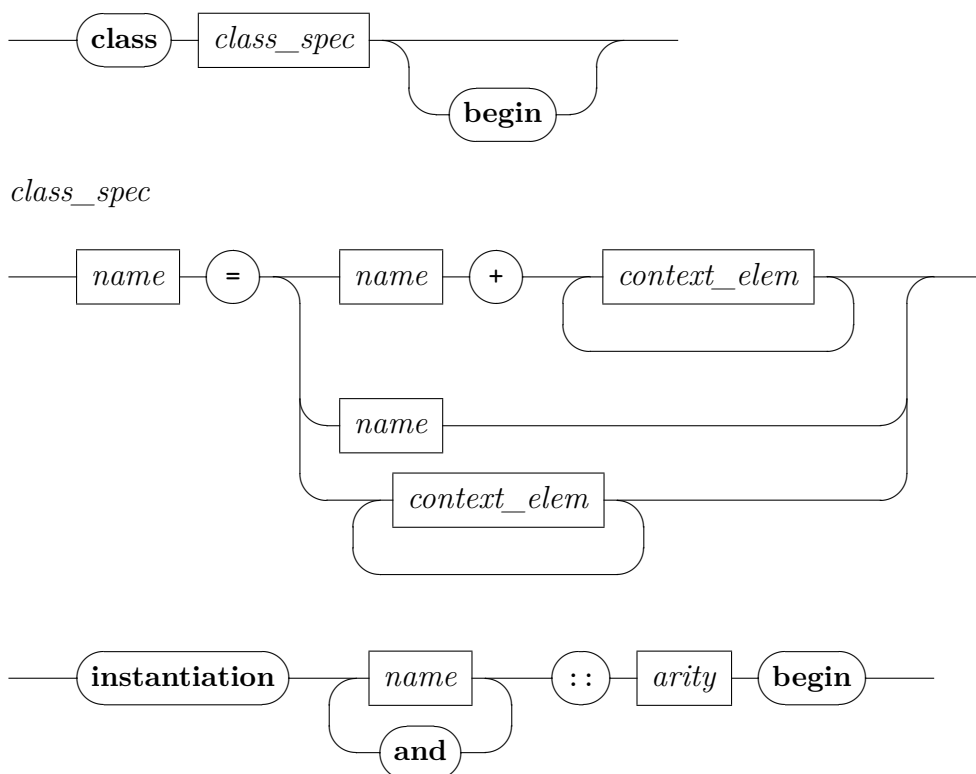 class class_spec
begin
class_spec
name = name + context_elem
name
context_elem
instantiation name :: arity begin
and